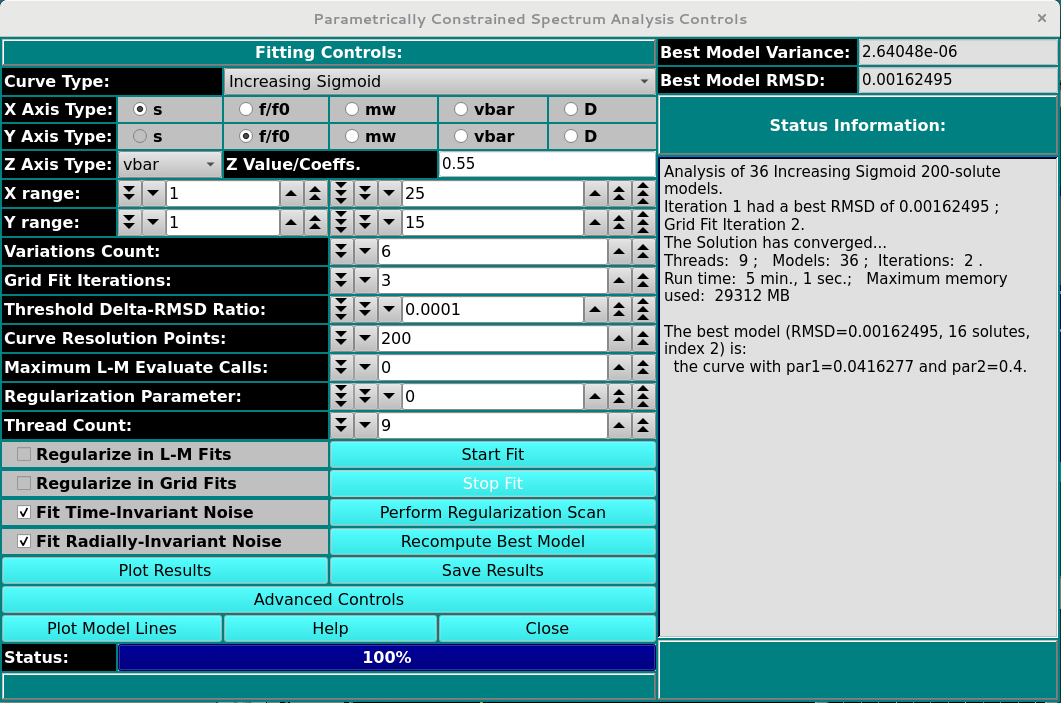 Parametrically Constrained Spectrum Analysis Controls
Fitting Controls:
Curve Type: Increasing Sigmoid
X Axis Type: s f/f0 mw vbar D
Y Axis Type: s f/f0 mw vbar D
Z Axis Type: vbar Z Value/Coeffs. 0.55
X range: 1 25
Y range: 1 15
Variations Count: 6
Grid Fit Iterations: 3
Threshold Delta-RMSD Ratio: 0.0001
Curve Resolution Points: 200
Maximum L-M Evaluate Calls: 0
Regularization Parameter: 0
Thread Count: 9
Regularize in L-M Fits Start Fit
Regularize in Grid Fits Stop Fit
Fit Time-Invariant Noise Perform Regularization Scan
Fit Radially-Invariant Noise Recompute Best Model
Plot Results Save Results
Advanced Controls
Plot Model Lines Help Close
Status: 100%
Best Model Variance: 2.64048e-06
Best Model RMSD: 0.00162495
Status Information:
Analysis of 36 Increasing Sigmoid 200-solute
models.
Iteration 1 had a best RMSD of 0.00162495 ;
Grid Fit Iteration 2.
The Solution has converged...
Threads: 9 ; Models: 36 ; Iterations: 2 .
Run time: 5 min., 1 sec.; Maximum memory
used: 29312 MB
The best model (RMSD=0.00162495, 16 solutes,
index 2) is:
the curve with par1=0.0416277 and par2=0.4.